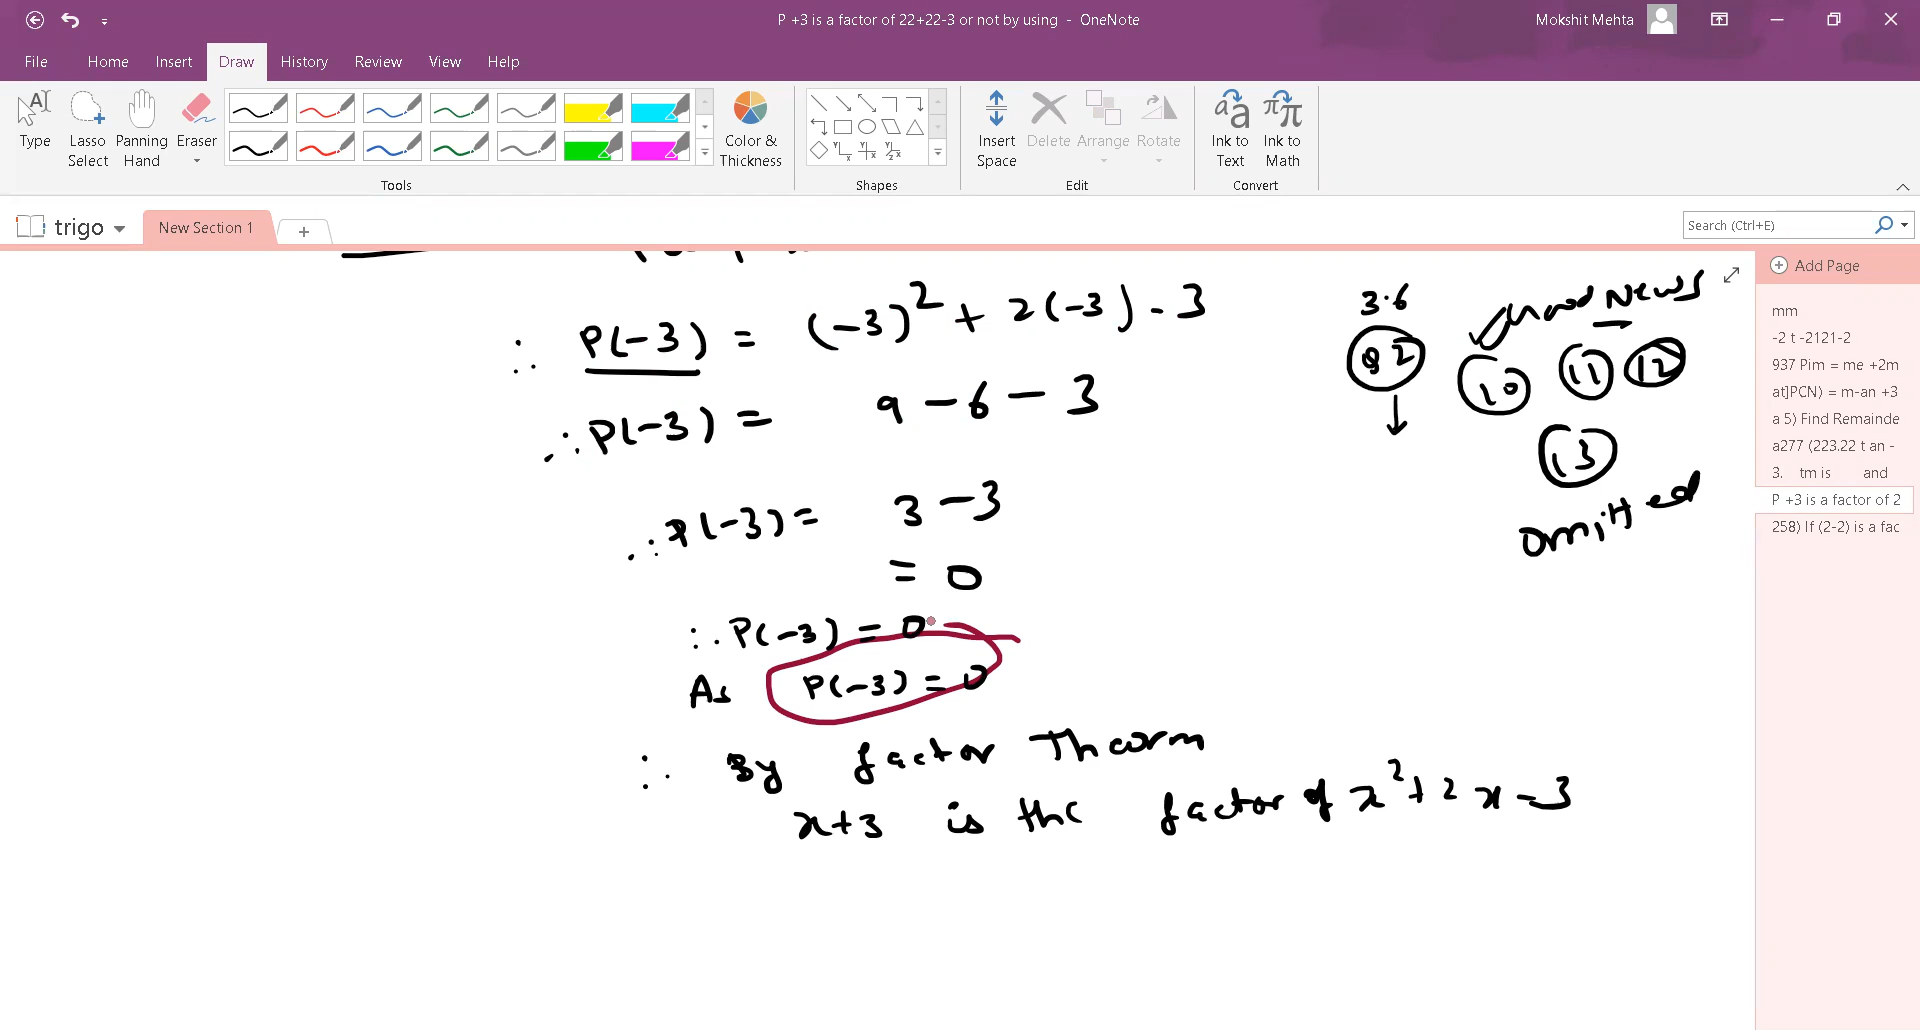 P +3 is a factor of 22+22-3 or not by using - OneNote
Mokshit Mehta
File Home Insert Draw History Review View Help
Type
Lasso Select
Panning Hand
Eraser
Color & Thickness
Insert Space
Delete
Arrange
Rotate
Ink to Text
Ink to Math
Tools
Shapes
Edit
Convert
trigo
New Section 1
Search (Ctrl+E)
Add Page
mm
-2 t -2121-2
937 Pim = me +2m
at]PCN) = m-an +3
a 5) Find Remainde
a277 (223.22 t an -
3. tm is and
P +3 is a factor of 2
258) If (2-2) is a fac
∴ P(-3) = (-3)² + 2(-3) - 3
∴ P(-3) = 9 - 6 - 3
∴ P(-3) = 3 - 3
= 0
∴ P(-3) = 0
As P(-3) = 0
∴ By factor Theorm
x+3 is the factor of x²+2x-3
3.6
News
10
11
12
13
omitted